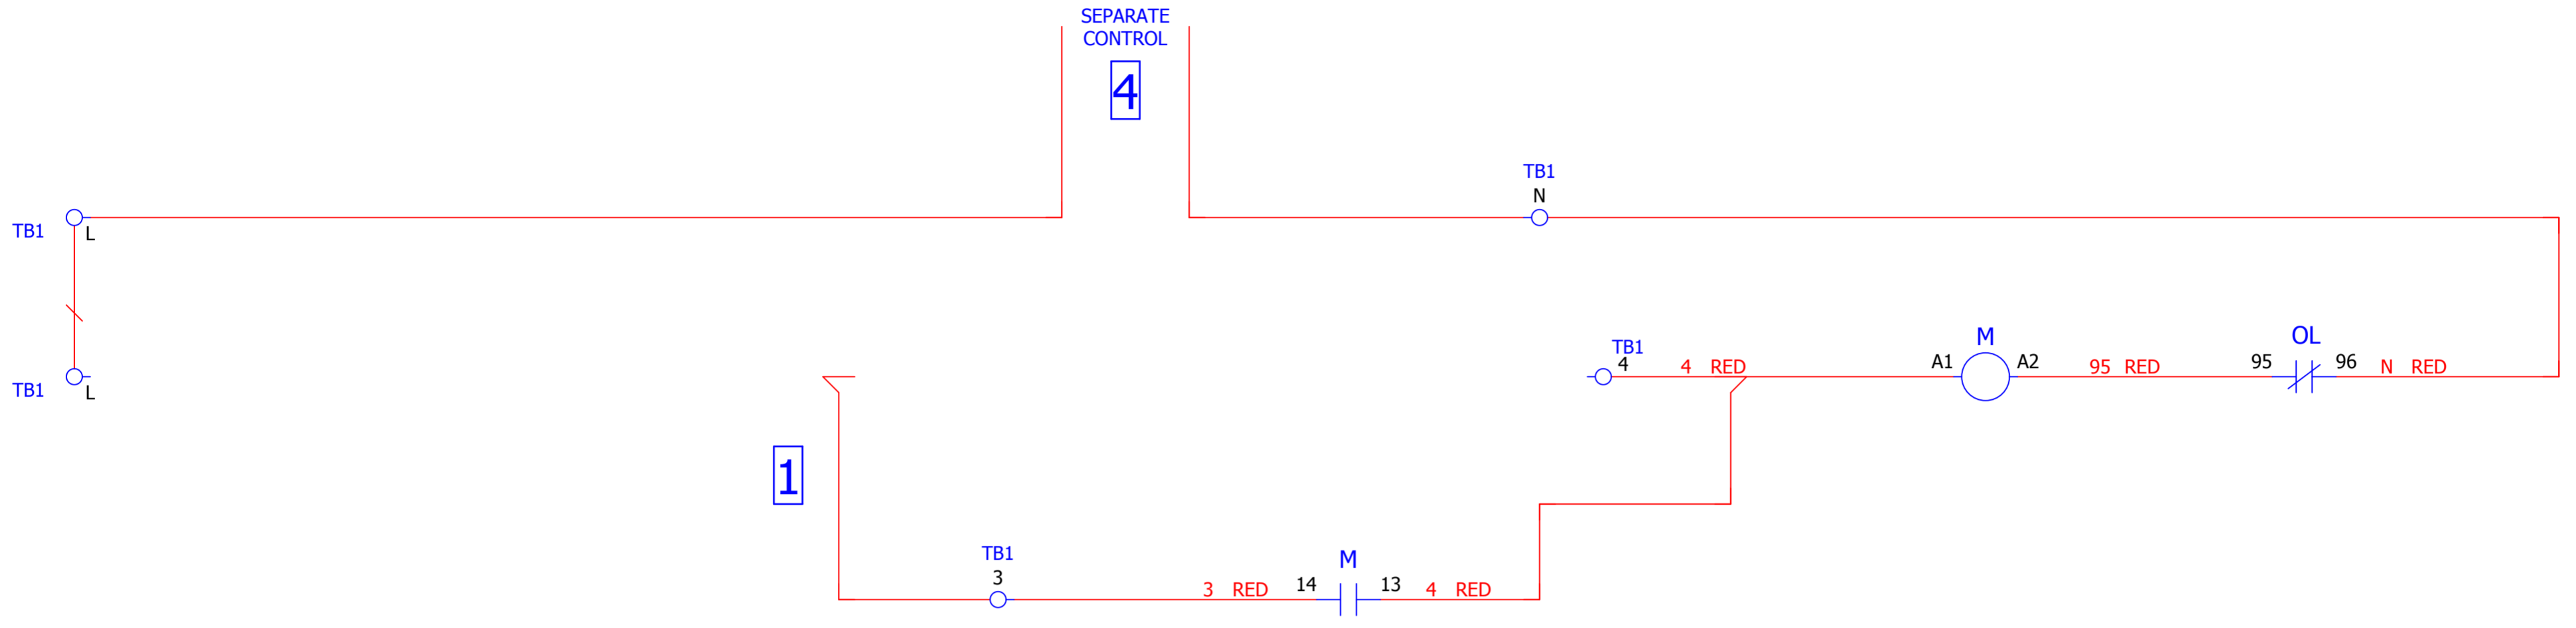 SEPARATE
CONTROL
4
TB1
N
TB1
L
TB1
4
4 RED
M
A1
A2
95 RED
OL
95
96
N RED
TB1
L
1
TB1
3
3 RED
M
14
13
4 RED